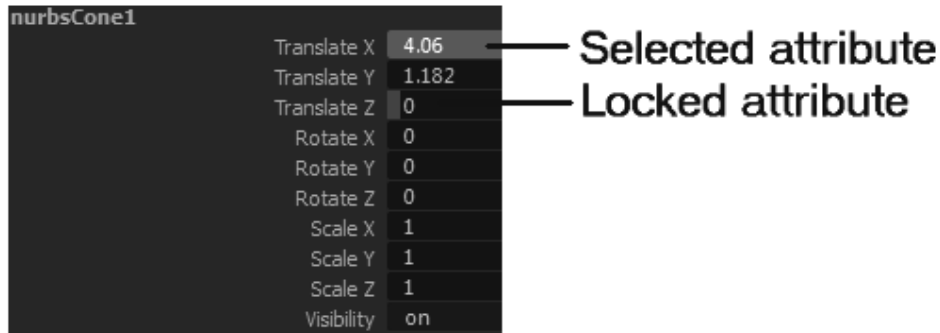 nurbsCone1
Translate X 4.06 Selected attribute
Translate Y 1.182
Translate Z 0 Locked attribute
Rotate X 0
Rotate Y 0
Rotate Z 0
Scale X 1
Scale Y 1
Scale Z 1
Visibility on